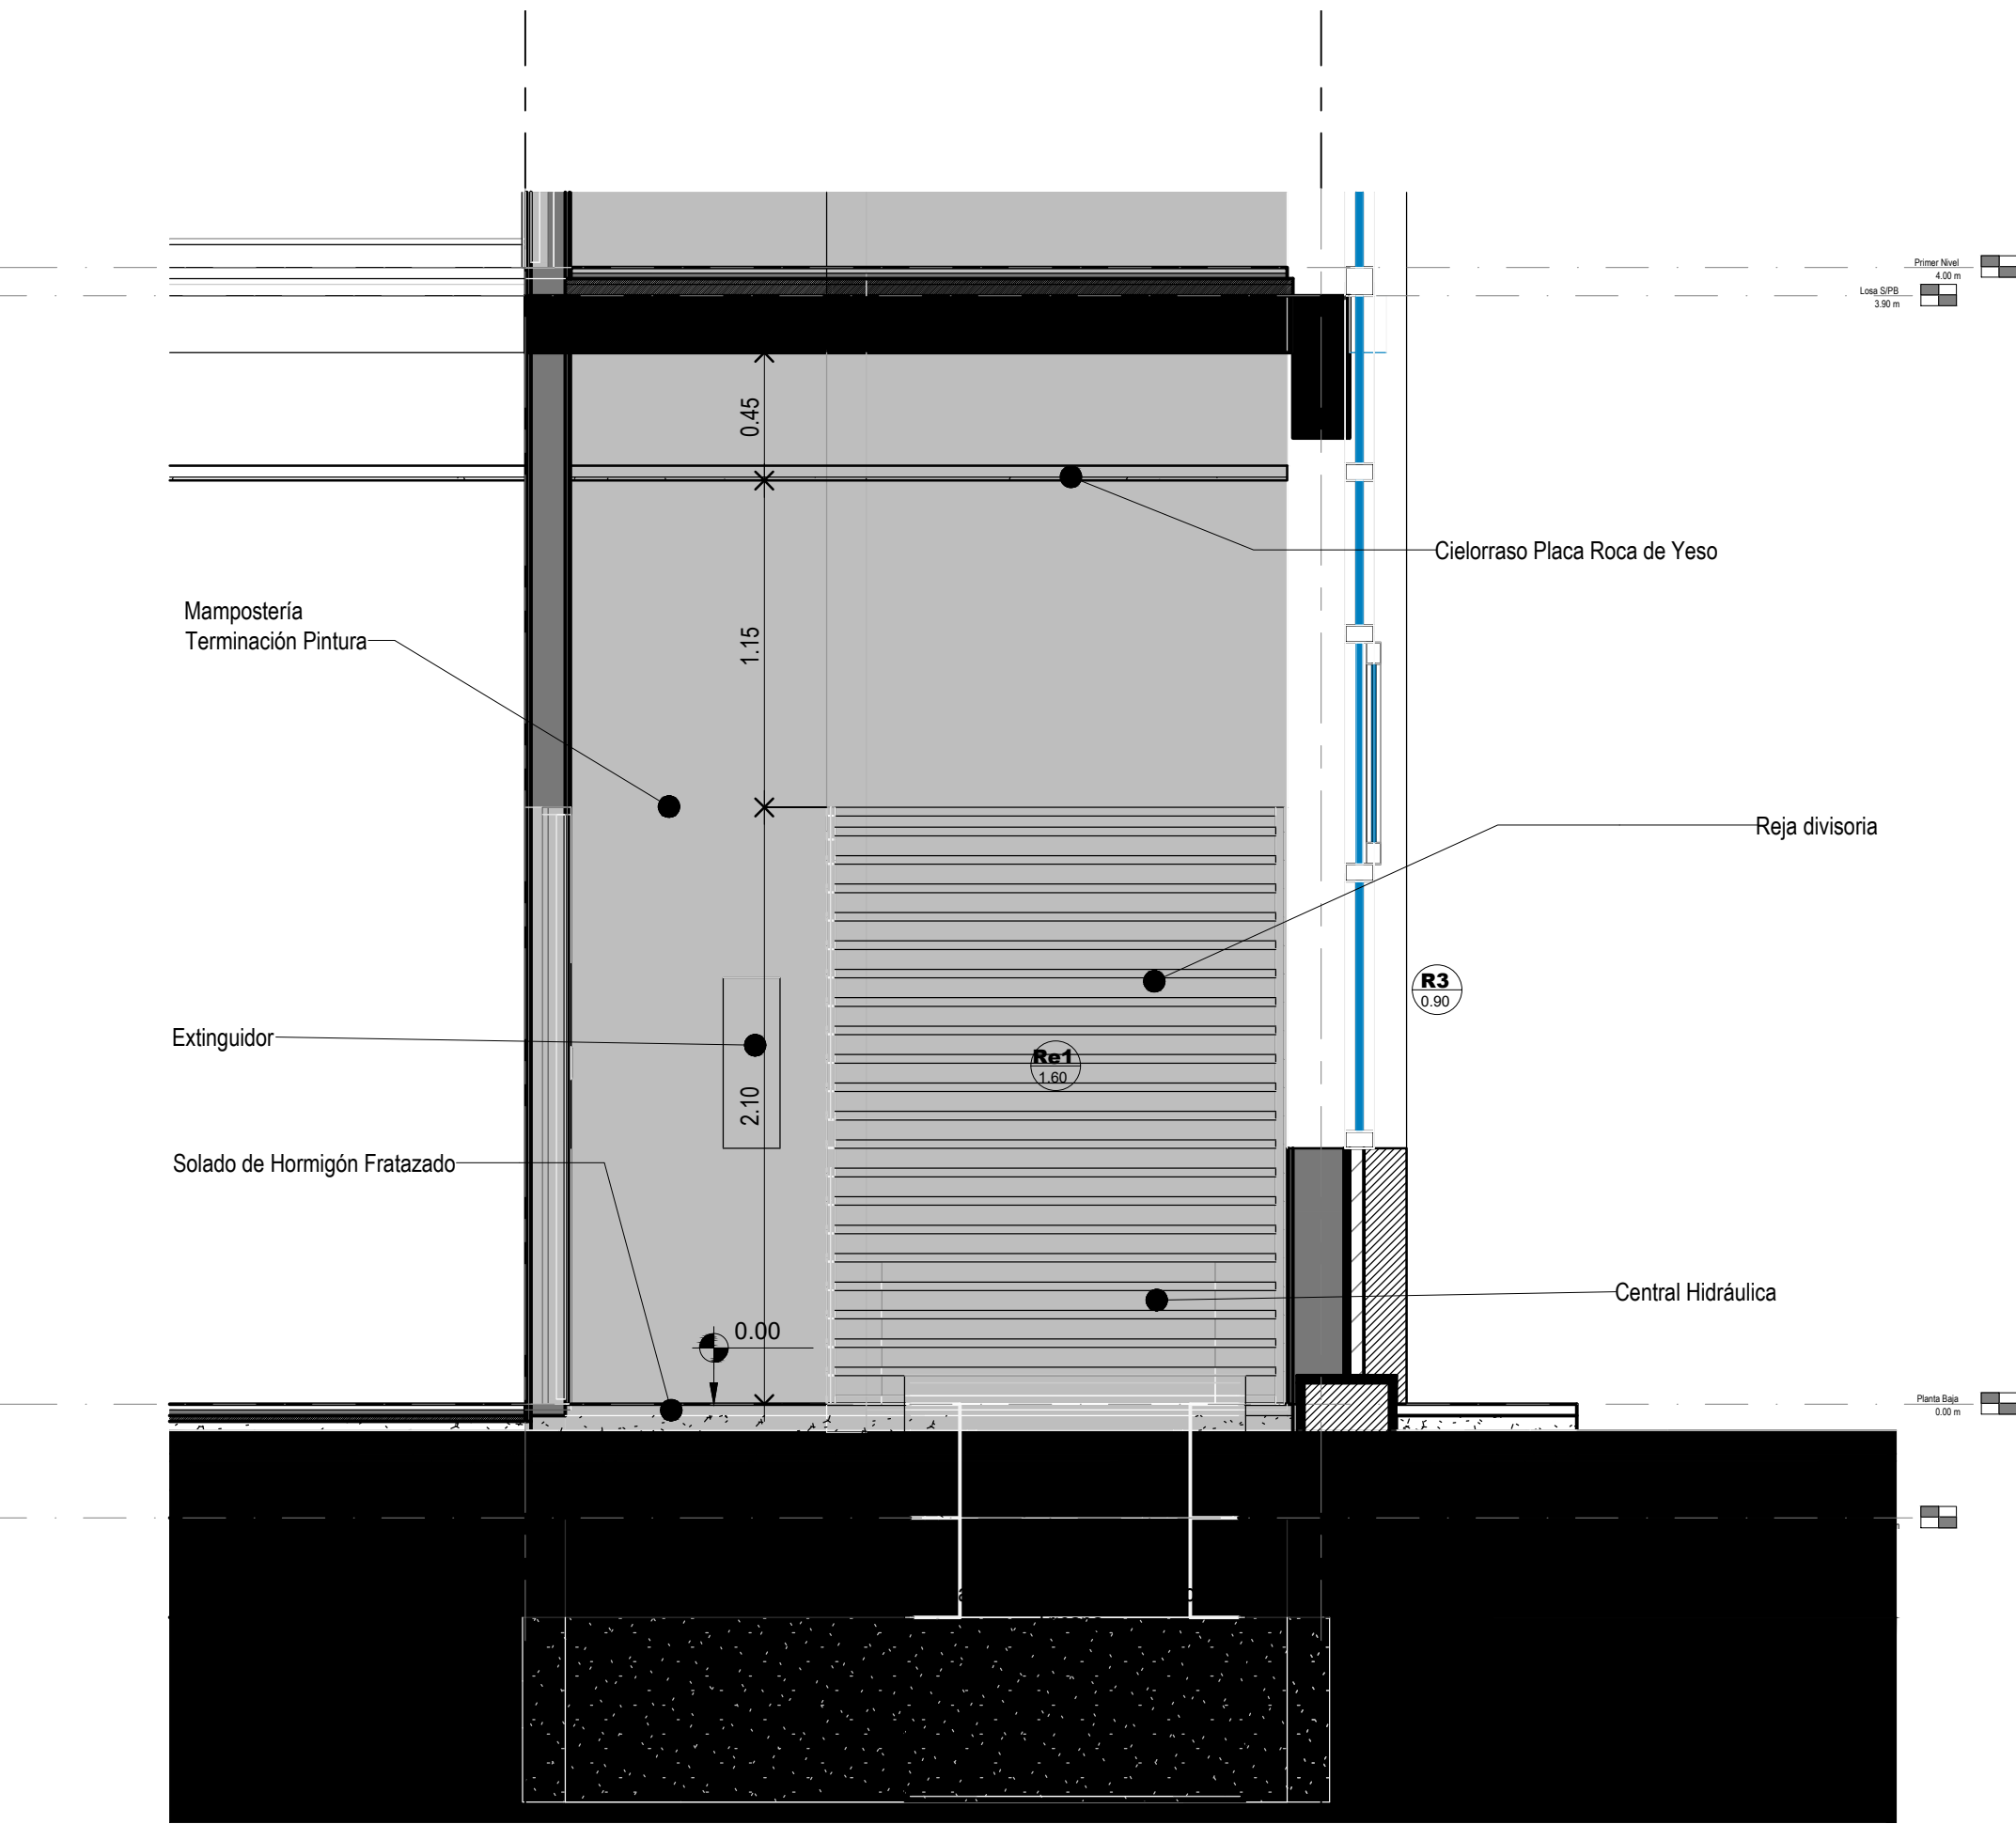 Primer Nivel
4.00 m
Losa S/PB
3.90 m
0.45
Cielorraso Placa Roca de Yeso
Mampostería
Terminación Pintura
1.15
Reja divisoria
R3
0.90
Extinguidor
Re1
1.60
2.10
Solado de Hormigón Fratazado
Central Hidráulica
0.00
Planta Baja
0.00 m